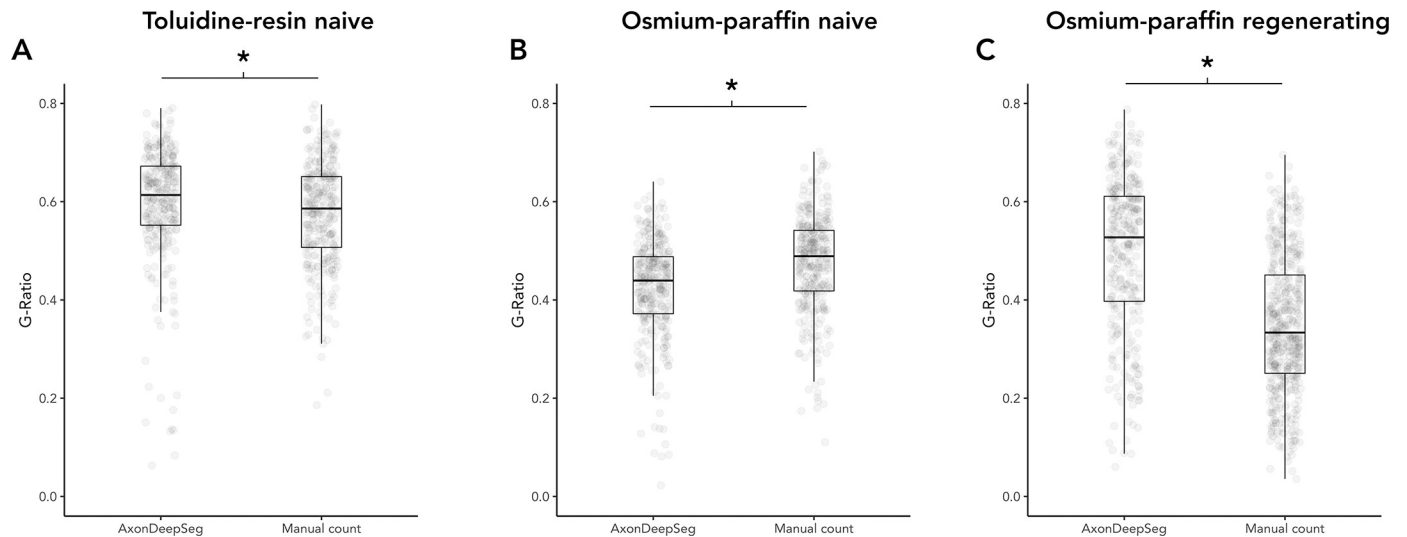 Toluidine-resin naive
A
*
G-Ratio
0.8
0.6
0.4
0.2
0.0
AxonDeepSeg Manual count
Osmium-paraffin naive
B
*
G-Ratio
0.8
0.6
0.4
0.2
0.0
AxonDeepSeg Manual count
Osmium-paraffin regenerating
C
*
G-Ratio
0.8
0.6
0.4
0.2
0.0
AxonDeepSeg Manual count